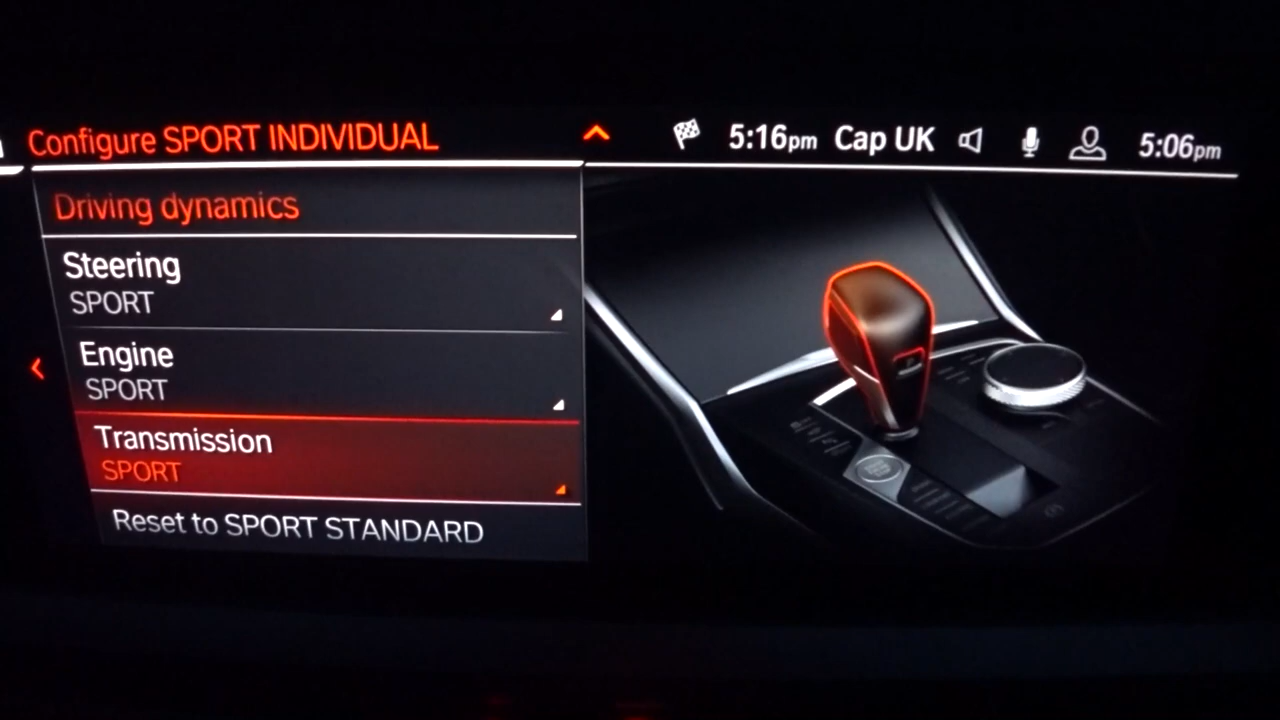 Configure SPORT INDIVIDUAL
5:16pm Cap UK 5:06pm
Driving dynamics
Steering
SPORT
Engine
SPORT
Transmission
SPORT
Reset to SPORT STANDARD